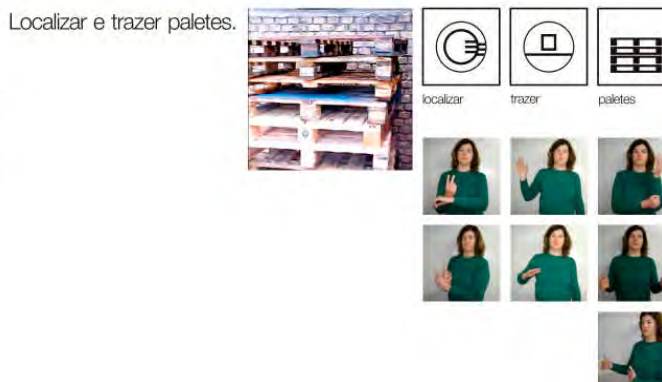 Localizar e trazer paletes.
localizar
trazer
paletes